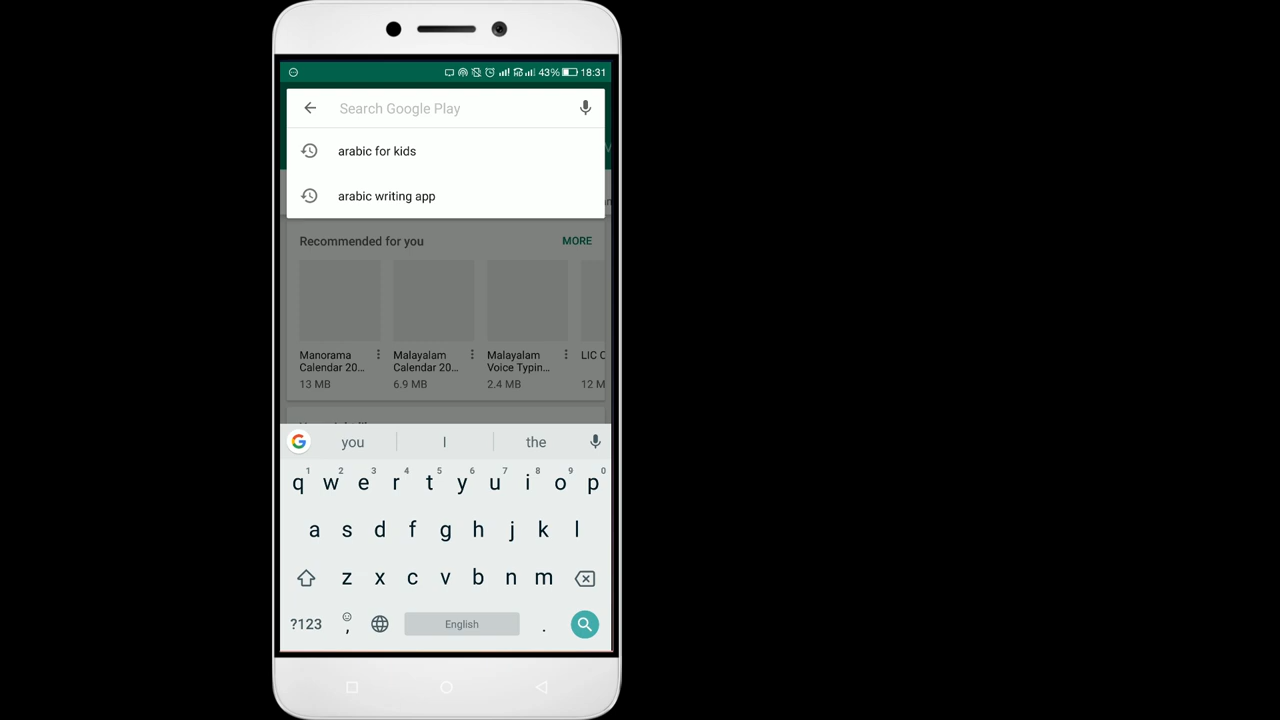 43% 18:31
Search Google Play
arabic for kids
arabic writing app
Recommended for you MORE
Manorama Calendar 20...
13 MB
Malayalam Calendar 20...
6.9 MB
Malayalam Voice Typin...
2.4 MB
LIC C
12 M
you I the
1 2 3 4 5 6 7 8 9 0
q w e r t y u i o p
a s d f g h j k l
z x c v b n m
?123 , English .